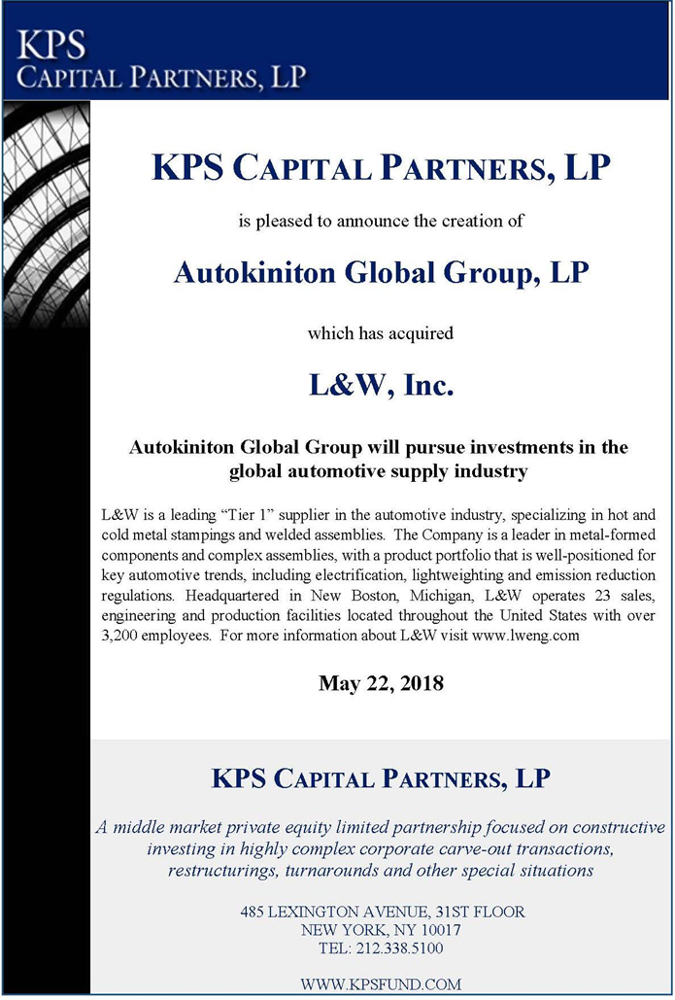 KPS
CAPITAL PARTNERS, LP
KPS CAPITAL PARTNERS, LP
is pleased to announce the creation of
Autokiniton Global Group, LP
which has acquired
L&W, Inc.
Autokiniton Global Group will pursue investments in the
global automotive supply industry
L&W is a leading “Tier 1” supplier in the automotive industry, specializing in hot and
cold metal stampings and welded assemblies. The Company is a leader in metal-formed
components and complex assemblies, with a product portfolio that is well-positioned for
key automotive trends, including electrification, lightweighting and emission reduction
regulations. Headquartered in New Boston, Michigan, L&W operates 23 sales,
engineering and production facilities located throughout the United States with over
3,200 employees. For more information about L&W visit www.lweng.com
May 22, 2018
KPS CAPITAL PARTNERS, LP
A middle market private equity limited partnership focused on constructive
investing in highly complex corporate carve-out transactions,
restructurings, turnarounds and other special situations
485 LEXINGTON AVENUE, 31ST FLOOR
NEW YORK, NY 10017
TEL: 212.338.5100
WWW.KPSFUND.COM